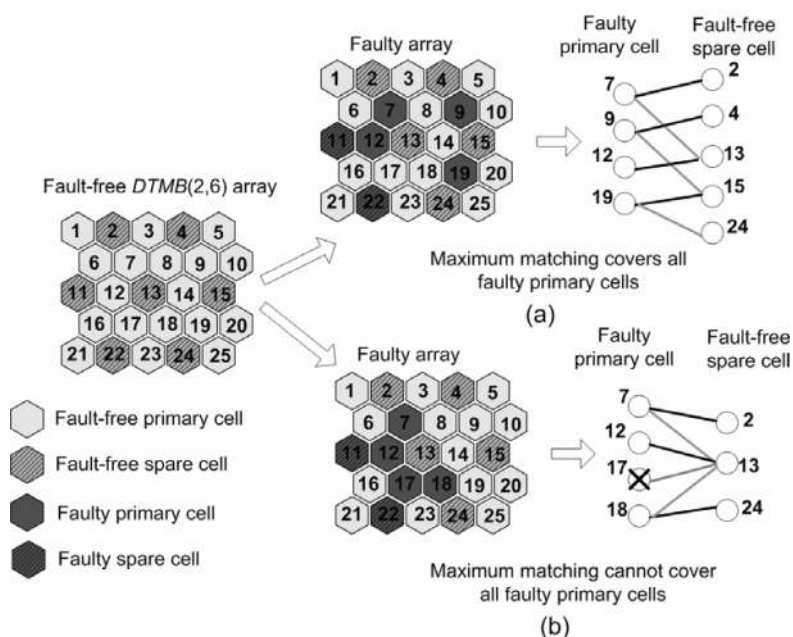 Faulty array
1 2 3 4 5
6 7 8 9 10
11 12 13 14 15
16 17 18 19 20
21 22 23 24 25
Faulty
primary cell
Fault-free
spare cell
7
9
12
19
2
4
13
15
24
Maximum matching covers all
faulty primary cells
(a)
Fault-free DTMB(2,6) array
1 2 3 4 5
6 7 8 9 10
11 12 13 14 15
16 17 18 19 20
21 22 23 24 25
Fault-free primary cell
Fault-free spare cell
Faulty primary cell
Faulty spare cell
Faulty array
1 2 3 4 5
6 7 8 9 10
11 12 13 14 15
16 17 18 19 20
21 22 23 24 25
Faulty
primary cell
Fault-free
spare cell
7
12
17
18
2
13
24
Maximum matching cannot cover
all faulty primary cells
(b)